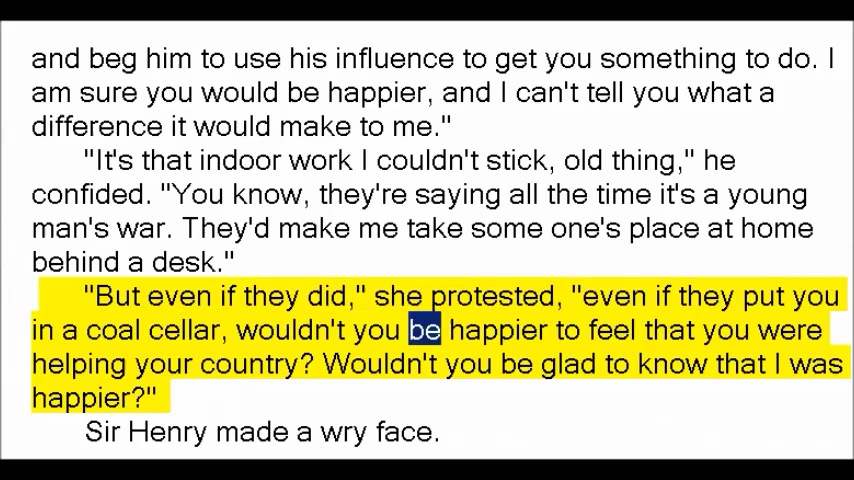 and beg him to use his influence to get you something to do. I
am sure you would be happier, and I can't tell you what a
difference it would make to me."
"It's that indoor work I couldn't stick, old thing," he
confided. "You know, they're saying all the time it's a young
man's war. They'd make me take some one's place at home
behind a desk."
"But even if they did," she protested, "even if they put you
in a coal cellar, wouldn't you be happier to feel that you were
helping your country? Wouldn't you be glad to know that I was
happier?"
Sir Henry made a wry face.